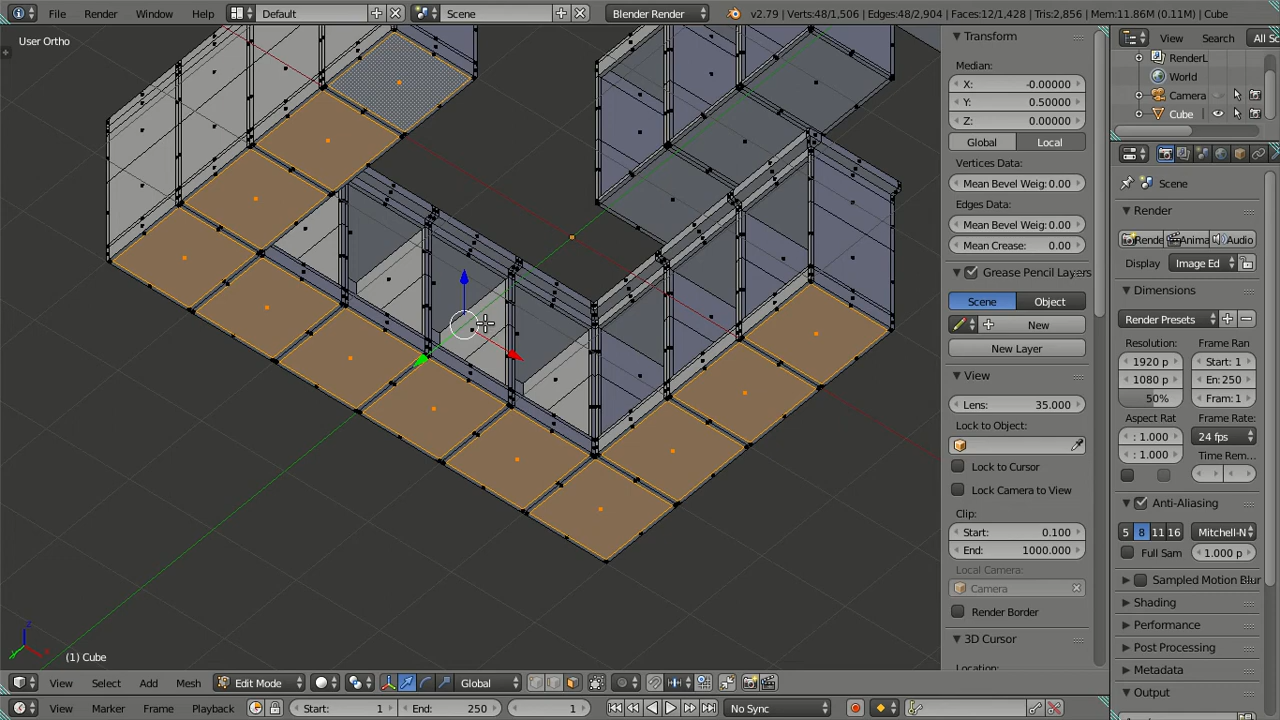 File Render Window Help Default Scene Blender Render v2.79 | Verts:48/1,506 | Edges:48/2,904 | Faces:12/1,428 | Tris:2,856 | Mem:11.86M (0.11M) | Cube
User Ortho
Transform
Median:
X: -0.00000
Y: 0.50000
Z: 0.00000
Global Local
Vertices Data:
Mean Bevel Weig: 0.00
Edges Data:
Mean Bevel Weig: 0.00
Mean Crease: 0.00
Grease Pencil Layers
Scene Object
New
New Layer
View
Lens: 35.000
Lock to Object:
Lock to Cursor
Lock Camera to View
Clip:
Start: 0.100
End: 1000.000
Local Camera:
Camera
Render Border
3D Cursor
Location:
View Search All Sc
RenderL
World
Camera
Cube
Scene
Render
Rende Anima Audio
Display Image Ed
Dimensions
Render Presets
Resolution: Frame Ran
1920 p Start: 1
1080 p En: 250
50% Fram: 1
Aspect Rat Frame Rate:
: 1.000 24 fps
: 1.000 Time Rem...
Anti-Aliasing
5 8 11 16 Mitchell-N
Full Sam 1.000 p
Sampled Motion Blur
Shading
Performance
Post Processing
Metadata
Output
(1) Cube
View Select Add Mesh Edit Mode Global
View Marker Frame Playback Start: 1 End: 250 1 No Sync